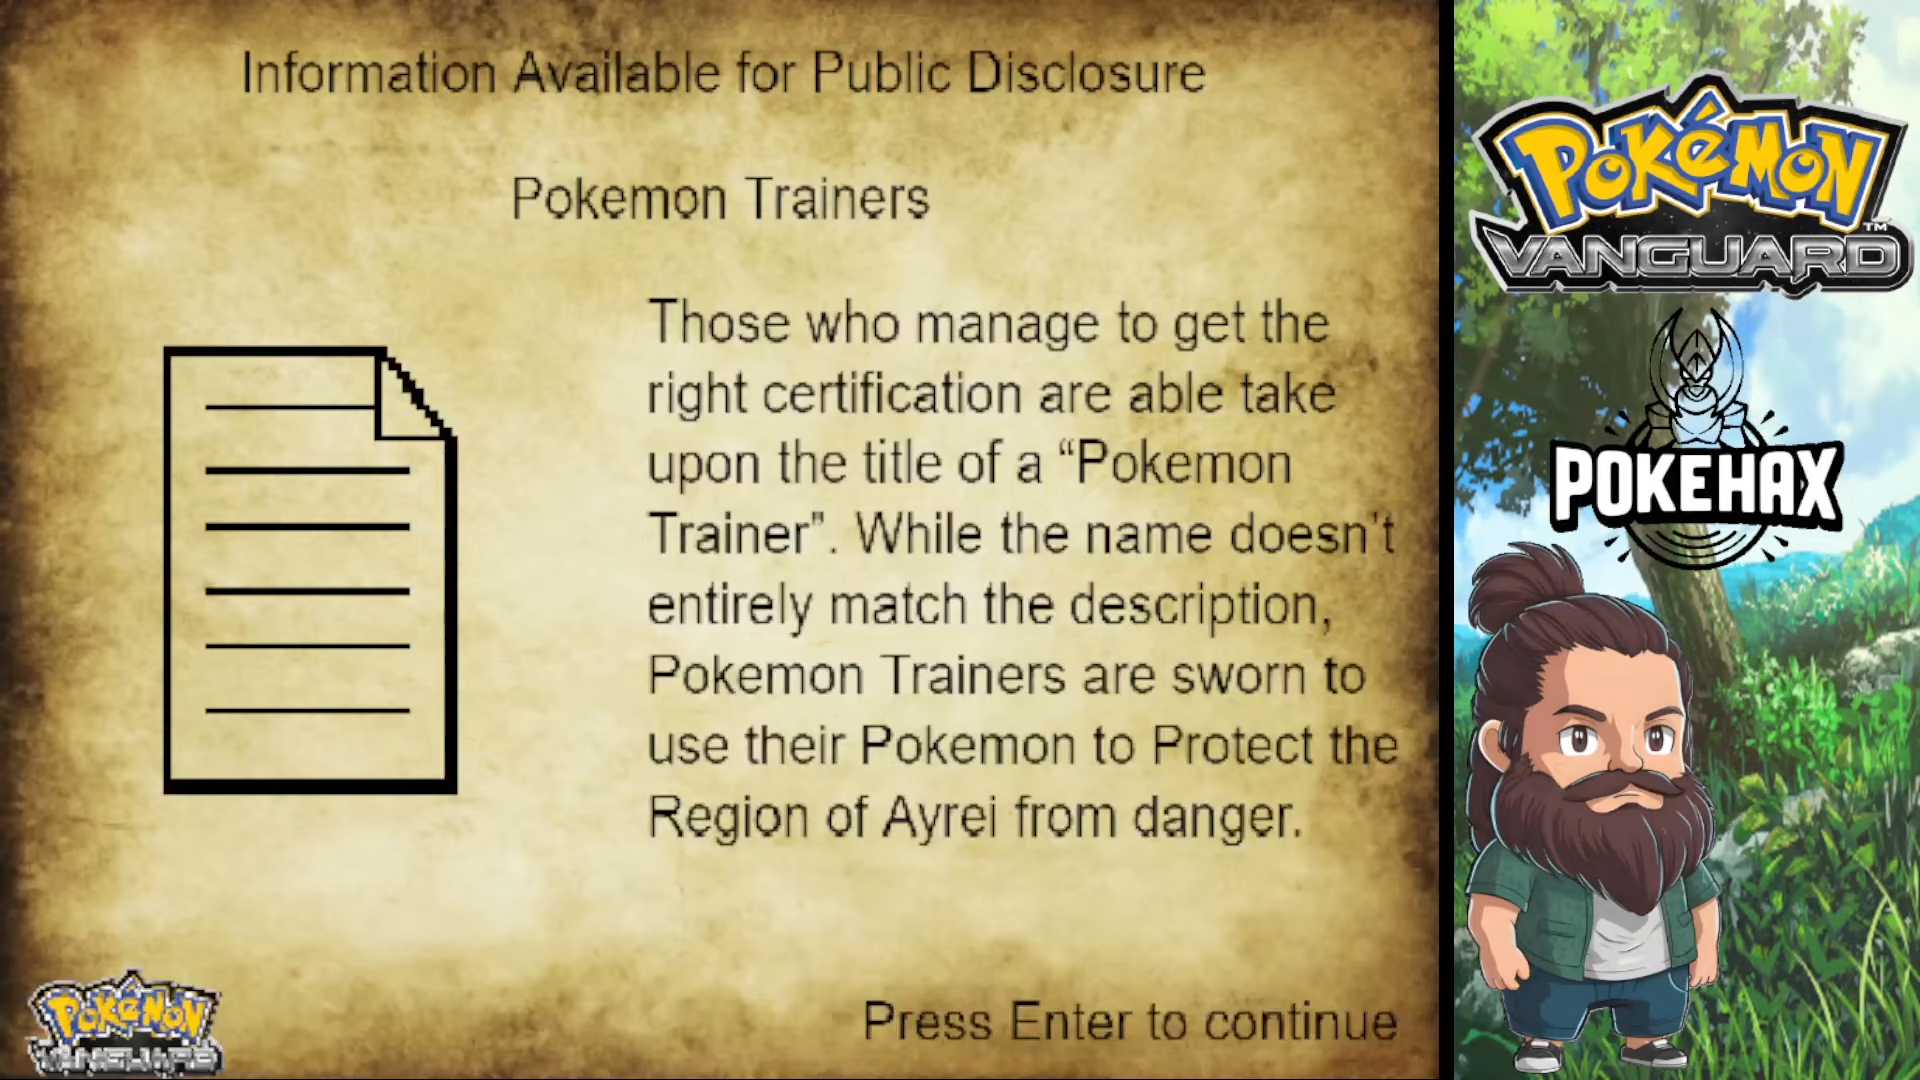 Information Available for Public Disclosure
Pokemon Trainers
Those who manage to get the
right certification are able take
upon the title of a “Pokemon
Trainer”. While the name doesn’t
entirely match the description,
Pokemon Trainers are sworn to
use their Pokemon to Protect the
Region of Ayrei from danger.
Press Enter to continue
POKéMON
VANGUARD
POKéMON
VANGUARD™
POKEHAX